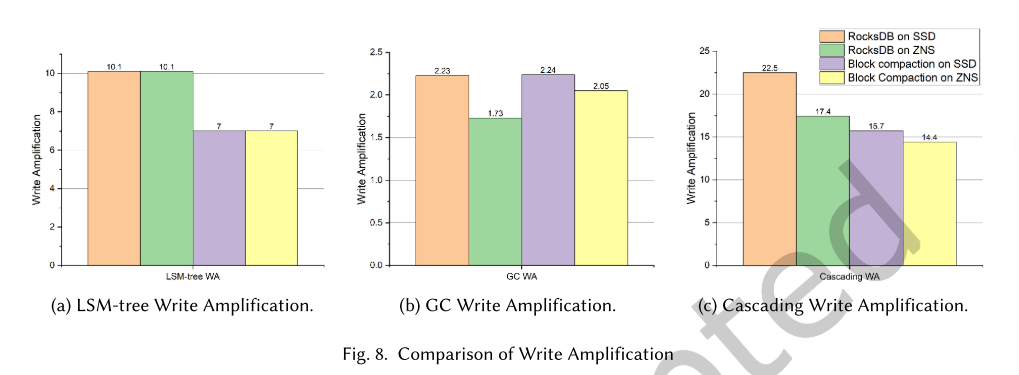 Write Amplification
10
8
6
4
2
0
10.1
10.1
7
7
LSM-tree WA
(a) LSM-tree Write Amplification.
Write Amplification
2.5
2.0
1.5
1.0
0.5
0.0
2.23
1.73
2.24
2.05
GC WA
(b) GC Write Amplification.
RocksDB on SSD
RocksDB on ZNS
Block compaction on SSD
Block Compaction on ZNS
Write Amplification
25
20
15
10
5
0
22.5
17.4
15.7
14.4
Cascading WA
(c) Cascading Write Amplification.
Fig. 8. Comparison of Write Amplification